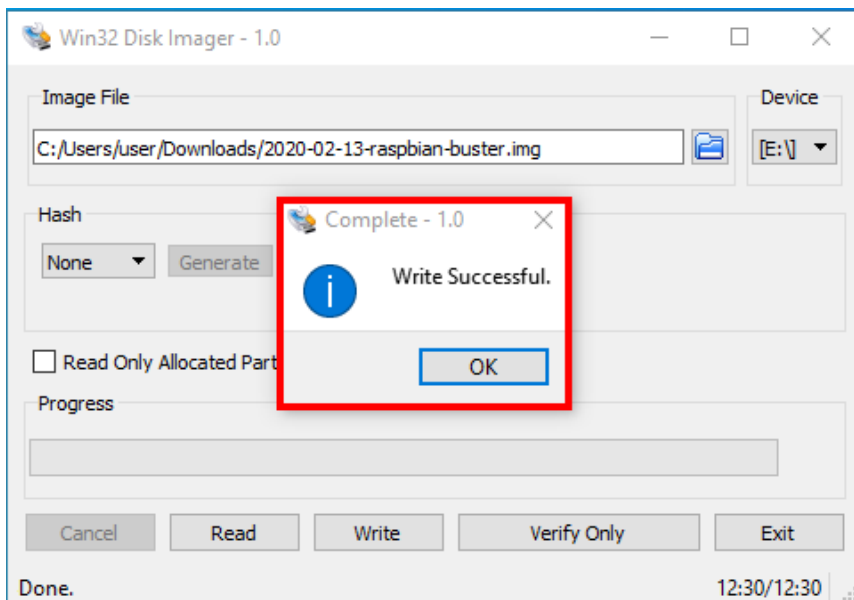 Win32 Disk Imager - 1.0
Image File
Device
C:/Users/user/Downloads/2020-02-13-raspbian-buster.img
[E:\]
Hash
None
Generate
Complete - 1.0
Write Successful.
OK
Read Only Allocated Part
Progress
Cancel
Read
Write
Verify Only
Exit
Done.
12:30/12:30